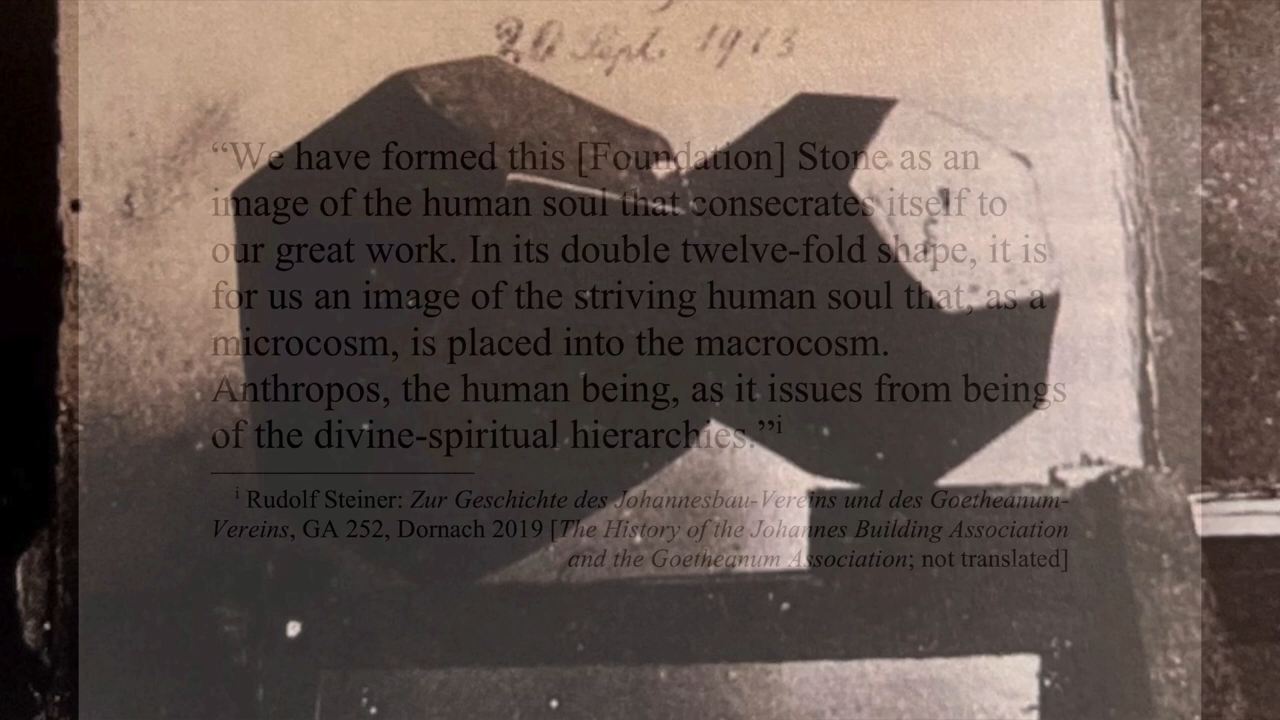 20 Sept. 1913
“We have formed this [Foundation] Stone as an
image of the human soul that consecrates itself to
our great work. In its double twelve-fold shape, it is
for us an image of the striving human soul that, as a
microcosm, is placed into the macrocosm.
Anthropos, the human being, as it issues from beings
of the divine-spiritual hierarchies.”i
i Rudolf Steiner: Zur Geschichte des Johannesbau-Vereins und des Goetheanum-
Vereins, GA 252, Dornach 2019 [The History of the Johannes Building Association
and the Goetheanum Association; not translated]